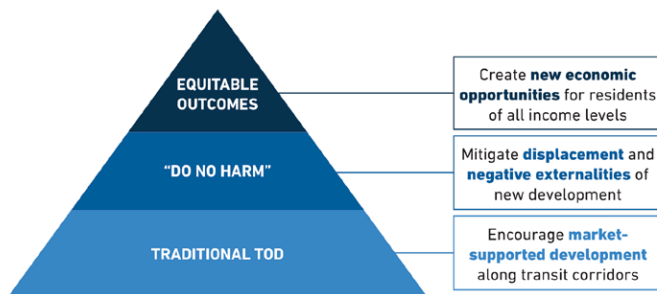 EQUITABLE
OUTCOMES
Create new economic
opportunities for residents
of all income levels
“DO NO HARM”
Mitigate displacement and
negative externalities of
new development
TRADITIONAL TOD
Encourage market-
supported development
along transit corridors